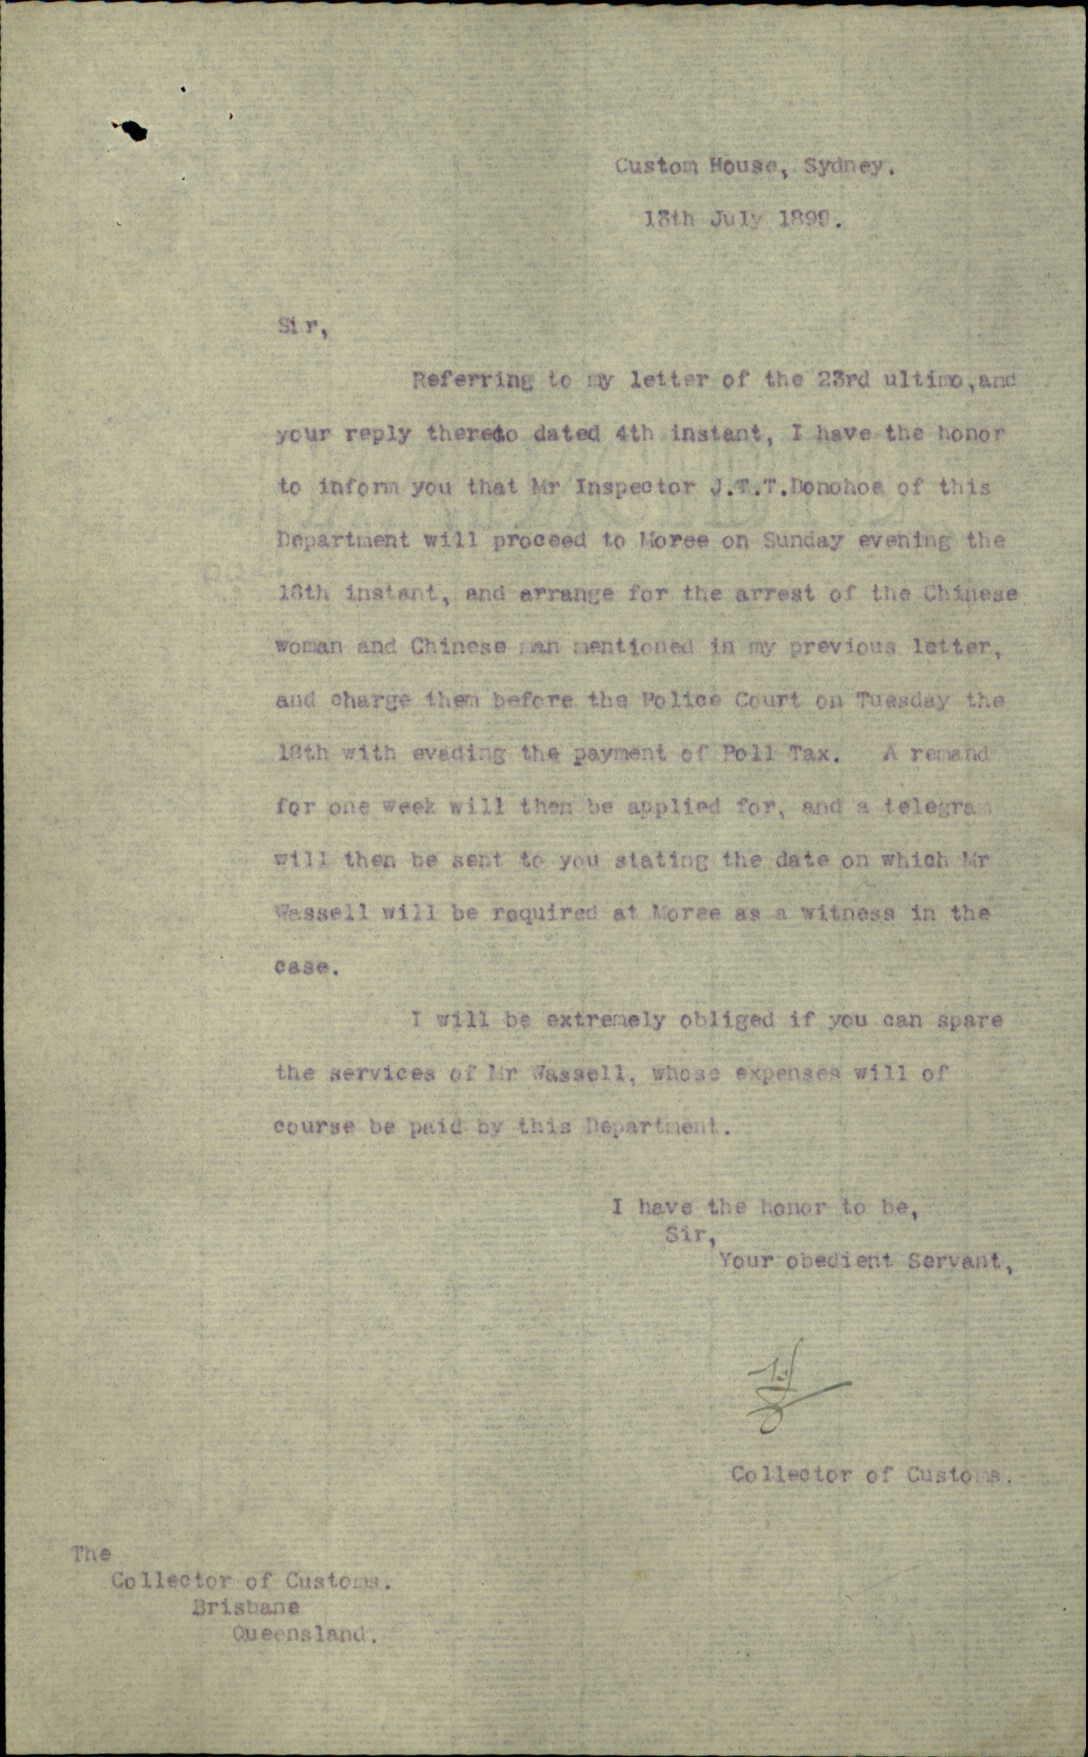 Custom House, Sydney.
13th July 1899.
Sir,
Referring to my letter of the 23rd ultimo, and
your reply thereto dated 4th instant, I have the honor
to inform you that Mr Inspector J.T.T.Donohoe of this
Department will proceed to Moree on Sunday evening the
16th instant, and arrange for the arrest of the Chinese
woman and Chinese man mentioned in my previous letter,
and charge them before the Police Court on Tuesday the
18th with evading the payment of Poll Tax. A remand
for one week will then be applied for, and a telegram
will then be sent to you stating the date on which Mr
Wassell will be required at Moree as a witness in the
case.
I will be extremely obliged if you can spare
the services of Mr Wassell, whose expenses will of
course be paid by this Department.
I have the honor to be,
Sir,
Your obedient Servant,
Collector of Customs.
The
Collector of Customs.
Brisbane
Queensland.